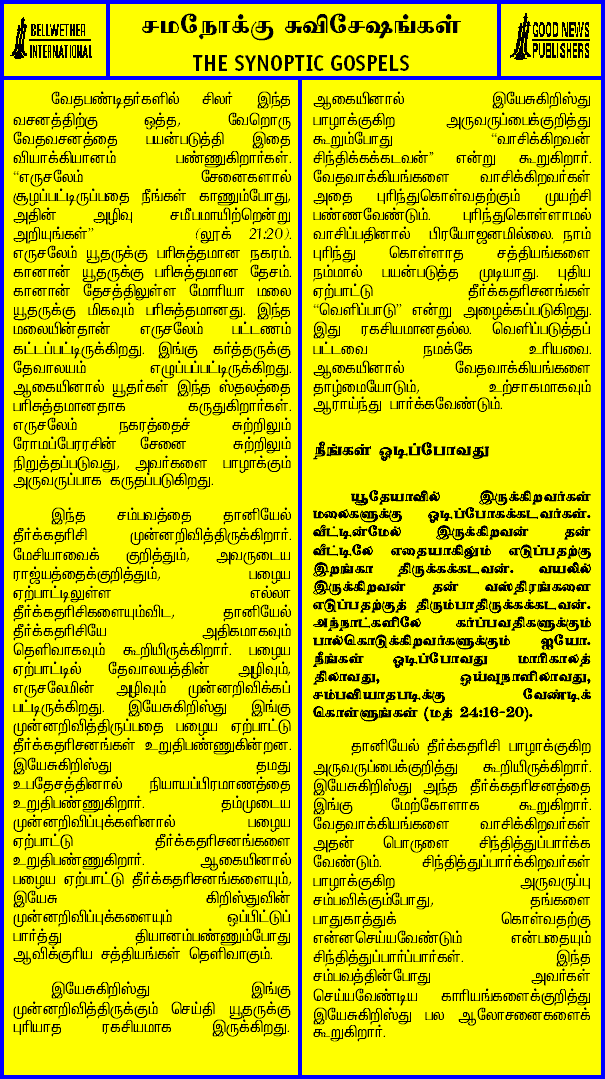 BELLWETHER
INTERNATIONAL
சமநோக்கு சுவிசேஷங்கள்
THE SYNOPTIC GOSPELS
GOOD NEWS
PUBLISHERS
வேதபண்டிதர்களில் சிலர் இந்த
வசனத்திற்கு ஒத்த, வேறொரு
வேதவசனத்தை பயன்படுத்தி இதை
வியாக்கியானம் பண்ணுகிறார்கள்.
“எருசலேம் சேனைகளால்
சூழப்பட்டிருப்பதை நீங்கள் காணும்போது,
அதின் அழிவு சமீபமாயிற்றென்று
அறியுங்கள்” (லூக் 21:20).
எருசலேம் யூதருக்கு பரிசுத்தமான நகரம்.
கானான் யூதருக்கு பரிசுத்தமான தேசம்.
கானான் தேசத்திலுள்ள மோரியா மலை
யூதருக்கு மிகவும் பரிசுத்தமானது. இந்த
மலையின்தான் எருசலேம் பட்டணம்
கட்டப்பட்டிருக்கிறது. இங்கு கர்த்தருக்கு
தேவாலயம் எழுப்பப்பட்டிருக்கிறது.
ஆகையினால் யூதர்கள் இந்த ஸ்தலத்தை
பரிசுத்தமானதாக கருதுகிறார்கள்.
எருசலேம் நகரத்தைச் சுற்றிலும்
ரோமப்பேரரசின் சேனை சுற்றிலும்
நிறுத்தப்படுவது, அவர்களை பாழாக்கும்
அருவருப்பாக கருதப்படுகிறது.
இந்த சம்பவத்தை தானியேல்
தீர்க்கதரிசி முன்னறிவித்திருக்கிறார்.
மேசியாவைக் குறித்தும், அவருடைய
ராஜ்யத்தைக்குறித்தும், பழைய
ஏற்பாட்டிலுள்ள எல்லா
தீர்க்கதரிசிகளையும்விட, தானியேல்
தீர்க்கதரிசியே அதிகமாகவும்
தெளிவாகவும் கூறியிருக்கிறார். பழைய
ஏற்பாட்டில் தேவாலயத்தின் அழிவும்,
எருசலேமின் அழிவும் முன்னறிவிக்கப்
பட்டிருக்கிறது. இயேசுகிறிஸ்து இங்கு
முன்னறிவித்திருப்பதை பழைய ஏற்பாட்டு
தீர்க்கதரிசனங்கள் உறுதிபண்ணுகின்றன.
இயேசுகிறிஸ்து தமது
உபதேசத்தினால் நியாயப்பிரமாணத்தை
உறுதிபண்ணுகிறார். தம்முடைய
முன்னறிவிப்புக்களினால் பழைய
ஏற்பாட்டு தீர்க்கதரிசனங்களை
உறுதிபண்ணுகிறார். ஆகையினால்
பழைய ஏற்பாட்டு தீர்க்கதரிசனங்களையும்,
இயேசு கிறிஸ்துவின்
முன்னறிவிப்புக்களையும் ஒப்பிட்டுப்
பார்த்து தியானம்பண்ணும்போது
ஆவிக்குரிய சத்தியங்கள் தெளிவாகும்.
இயேசுகிறிஸ்து இங்கு
முன்னறிவித்திருக்கும் செய்தி யூதருக்கு
புரியாத ரகசியமாக இருக்கிறது.
ஆகையினால் இயேசுகிறிஸ்து
பாழாக்குகிற அருவருப்பைக்குறித்து
கூறும்போது “வாசிக்கிறவன்
சிந்திக்கக்கடவன்” என்று கூறுகிறார்.
வேதவாக்கியங்களை வாசிக்கிறவர்கள்
அதை புரிந்துகொள்வதற்கும் முயற்சி
பண்ணவேண்டும். புரிந்துகொள்ளாமல்
வாசிப்பதினால் பிரயோஜனமில்லை. நாம்
புரிந்து கொள்ளாத சத்தியங்களை
நம்மால் பயன்படுத்த முடியாது. புதிய
ஏற்பாட்டு தீர்க்கதரிசனங்கள்
“வெளிப்பாடு” என்று அழைக்கப்படுகிறது.
இது ரகசியமானதல்ல. வெளிப்படுத்தப்
பட்டவை நமக்கே உரியவை.
ஆகையினால் வேதவாக்கியங்களை
தாழ்மையோடும், உற்சாகமாகவும்
ஆராய்ந்து பார்க்கவேண்டும்.
நீங்கள் ஓடிப்போவது
யூதேயாவில் இருக்கிறவர்கள்
மலைகளுக்கு ஓடிப்போகக்கடவர்கள்.
வீட்டின்மேல் இருக்கிறவன் தன்
வீட்டிலே எதையாகிலும் எடுப்பதற்கு
இறங்கா திருக்கக்கடவன். வயலில்
இருக்கிறவன் தன் வஸ்திரங்களை
எடுப்பதற்குத் திரும்பாதிருக்கக்கடவன்.
அந்நாட்களிலே கர்ப்பவதிகளுக்கும்
பால்கொடுக்கிறவர்களுக்கும் ஐயோ.
நீங்கள் ஓடிப்போவது மாரிகாலத்
திலாவது, ஓய்வுநாளிலாவது,
சம்பவியாதபடிக்கு வேண்டிக்
கொள்ளுங்கள் (மத் 24:16-20).
தானியேல் தீர்க்கதரிசி பாழாக்குகிற
அருவருப்பைக்குறித்து கூறியிருக்கிறார்.
இயேசுகிறிஸ்து அந்த தீர்க்கதரிசனத்தை
இங்கு மேற்கோளாக கூறுகிறார்.
வேதவாக்கியங்களை வாசிக்கிறவர்கள்
அதன் பொருளை சிந்தித்துப்பார்க்க
வேண்டும். சிந்தித்துப்பார்க்கிறவர்கள்
பாழாக்குகிற அருவருப்பு
சம்பவிக்கும்போது, தங்களை
பாதுகாத்துக் கொள்வதற்கு
என்னசெய்யவேண்டும் என்பதையும்
சிந்தித்துப்பார்ப்பார்கள். இந்த
சம்பவத்தின்போது அவர்கள்
செய்யவேண்டிய காரியங்களைக்குறித்து
இயேசுகிறிஸ்து பல ஆலோசனைகளைக்
கூறுகிறார்.